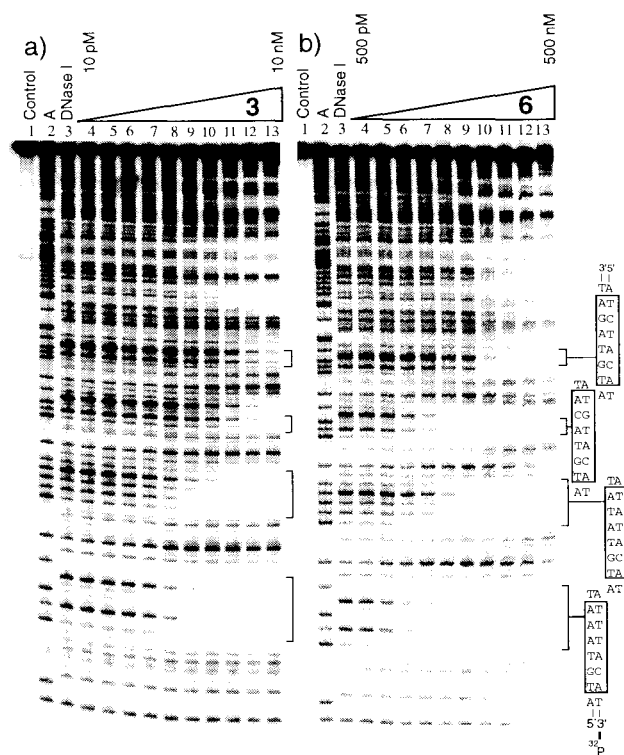 a)
Control
A
DNase I
10 pM
10 nM
3
1 2 3 4 5 6 7 8 9 10 11 12 13
b)
Control
A
DNase I
500 pM
500 nM
6
1 2 3 4 5 6 7 8 9 10 11 12 13
3'5'
TA
AT
GC
AT
TA
GC
TA
AT
TA
AT
CG
AT
TA
GC
TA
AT
TA
AT
TA
AT
TA
GC
TA
AT
TA
AT
AT
AT
TA
GC
TA
AT
5'3'
32P